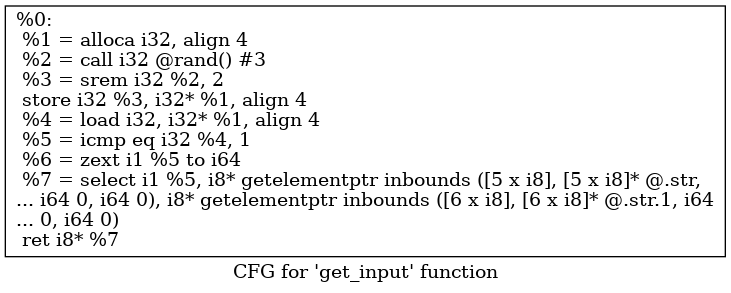 %0:
%1 = alloca i32, align 4
%2 = call i32 @rand() #3
%3 = srem i32 %2, 2
store i32 %3, i32* %1, align 4
%4 = load i32, i32* %1, align 4
%5 = icmp eq i32 %4, 1
%6 = zext i1 %5 to i64
%7 = select i1 %5, i8* getelementptr inbounds ([5 x i8], [5 x i8]* @.str,
... i64 0, i64 0), i8* getelementptr inbounds ([6 x i8], [6 x i8]* @.str.1, i64
... 0, i64 0)
ret i8* %7
CFG for 'get_input' function